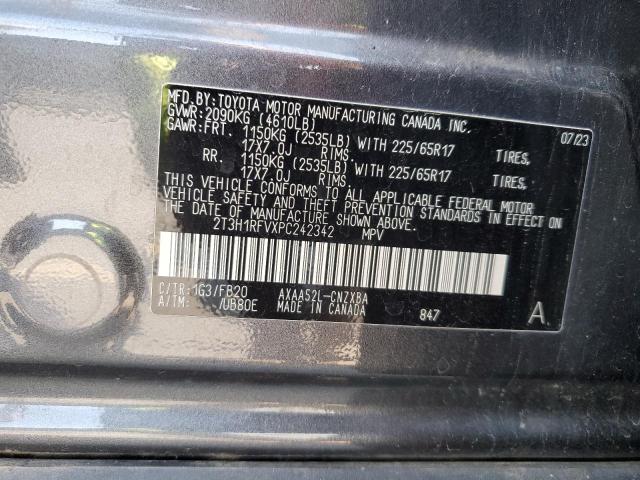 MFD.BY:TOYOTA MOTOR MANUFACTURING CANADA INC.
GVWR:2090KG (4610LB) 07/23
GAWR:FRT. 1150KG (2535LB) WITH 225/65R17 TIRES.
17X7.0J RIMS.
RR. 1150KG (2535LB) WITH 225/65R17 TIRES.
17X7.0J RIMS.
THIS VEHICLE CONFORMS TO ALL APPLICABLE FEDERAL MOTOR
VEHICLE SAFETY AND THEFT PREVENTION STANDARDS IN EFFECT ON
THE DATE OF MANUFACTURE SHOWN ABOVE.
2T3H1RFVXPC242342 MPV
C/TR:1G3/FB20 AXAA52L-CNZXBA
A/TM: /UB80E MADE IN CANADA 847 A